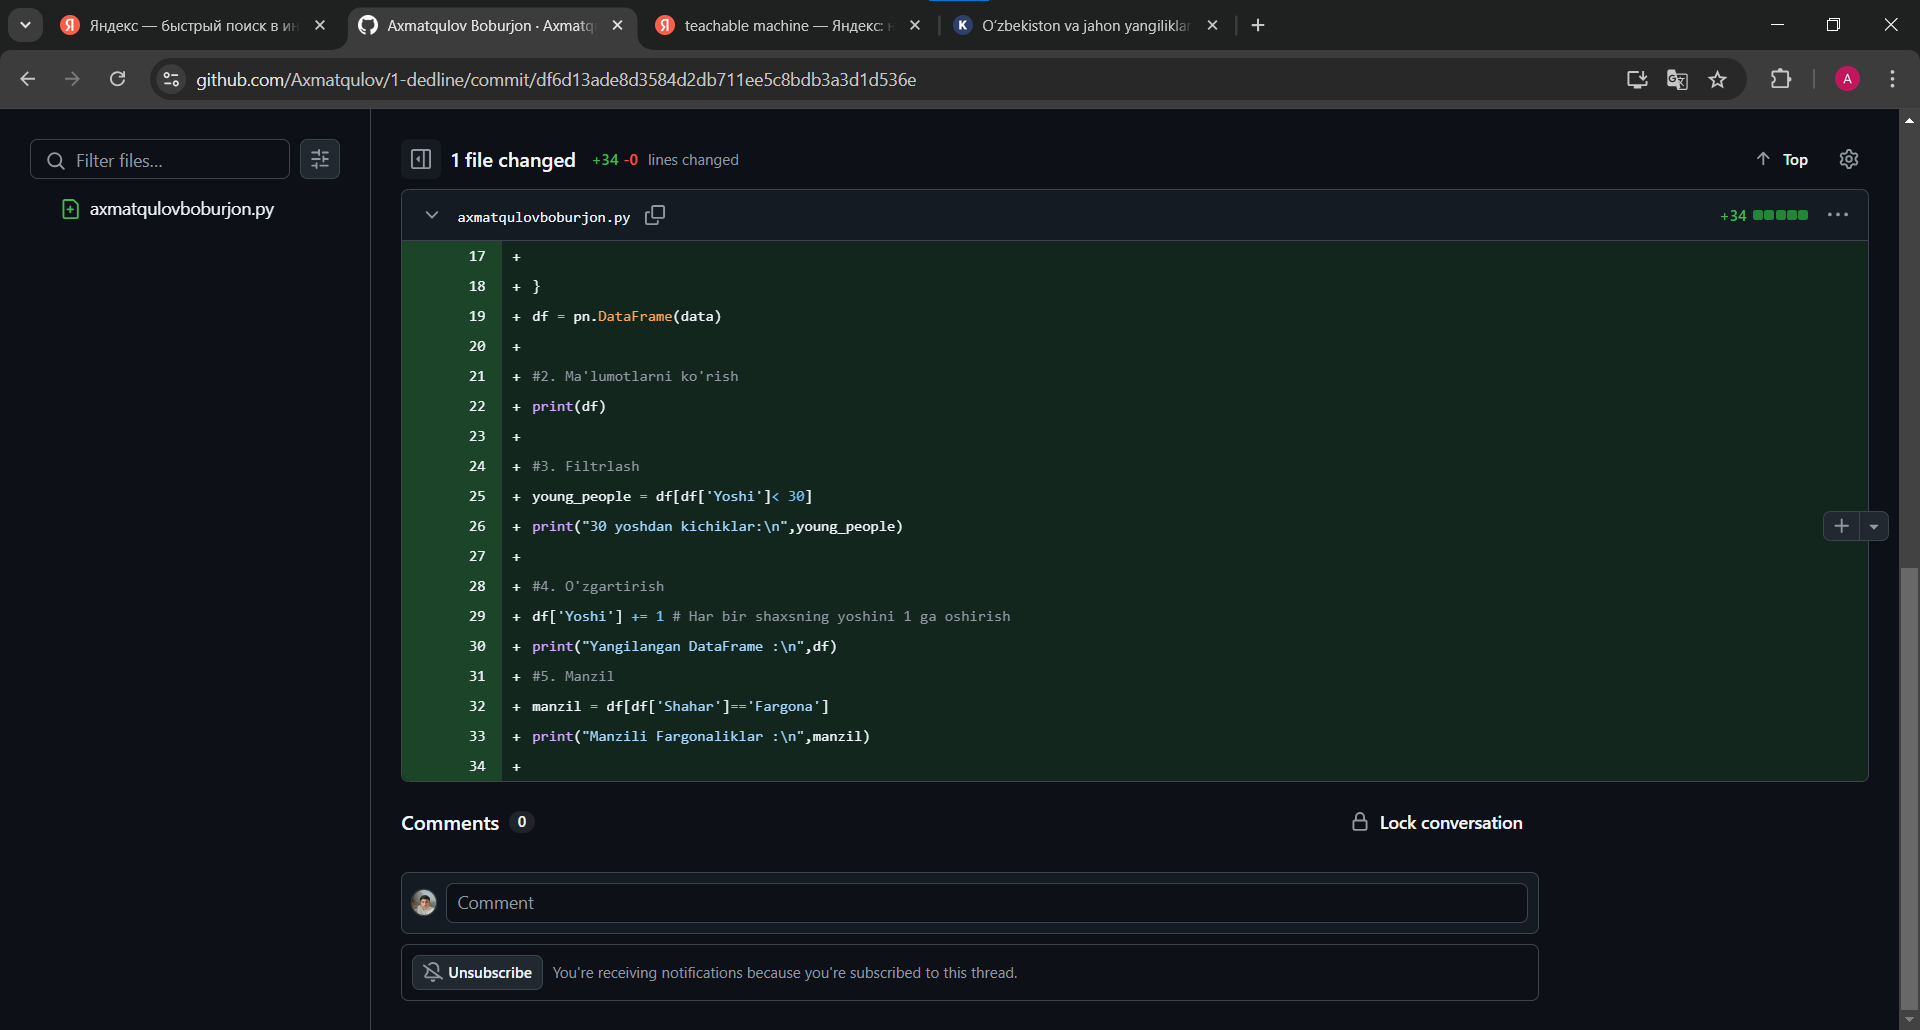 Яндекс — быстрый поиск в ин
Axmatqulov Boburjon · Axmatq
teachable machine — Яндекс: н
K O‘zbekiston va jahon yangiliklar
github.com/Axmatqulov/1-dedline/commit/df6d13ade8d3584d2db711ee5c8bdb3a3d1d536e
A
Filter files...
axmatqulovboburjon.py
1 file changed +34 -0 lines changed
Top
axmatqulovboburjon.py
+34
17 +
18 + }
19 + df = pn.DataFrame(data)
20 +
21 + #2. Ma'lumotlarni ko'rish
22 + print(df)
23 +
24 + #3. Filtrlash
25 + young_people = df[df['Yoshi']< 30]
26 + print("30 yoshdan kichiklar:\n",young_people)
27 +
28 + #4. O'zgartirish
29 + df['Yoshi'] += 1 # Har bir shaxsning yoshini 1 ga oshirish
30 + print("Yangilangan DataFrame :\n",df)
31 + #5. Manzil
32 + manzil = df[df['Shahar']=='Fargona']
33 + print("Manzili Fargonaliklar :\n",manzil)
34 +
Comments 0
Lock conversation
Comment
Unsubscribe You're receiving notifications because you're subscribed to this thread.